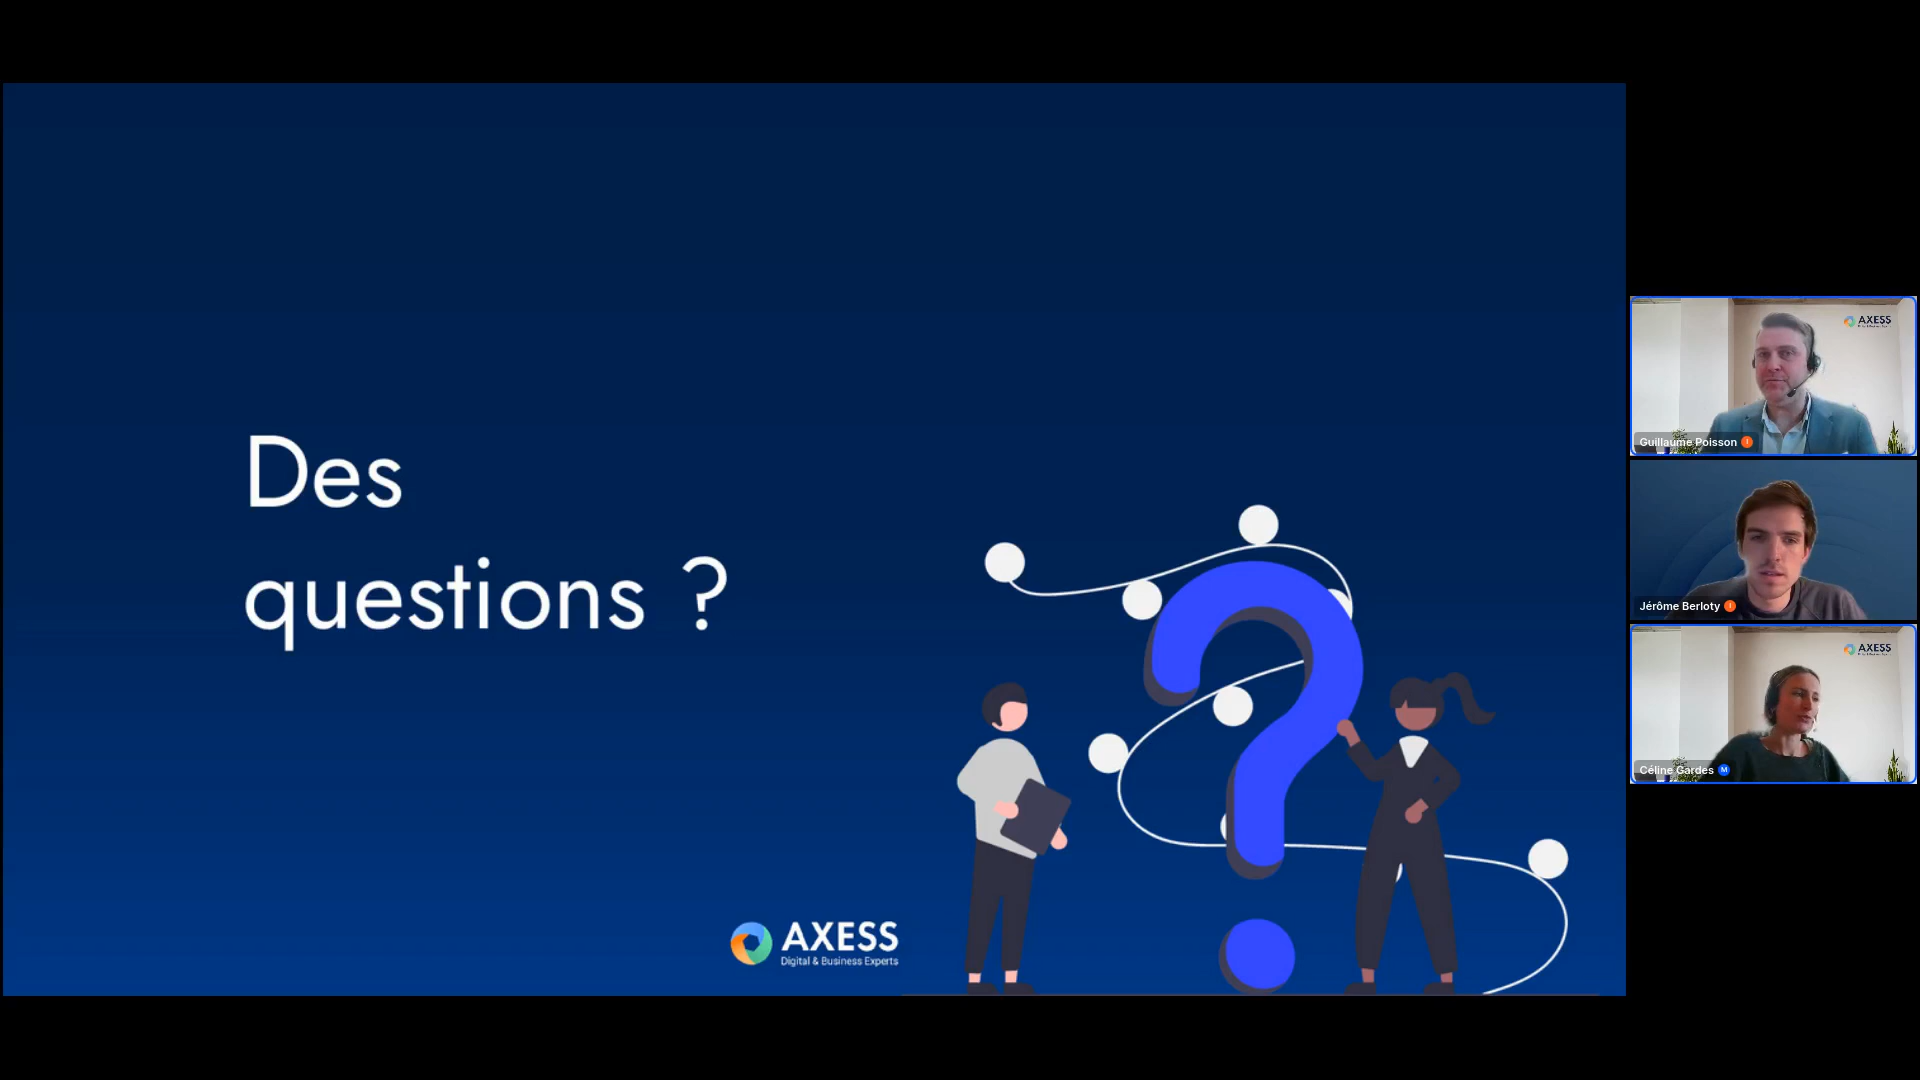 Des
questions ?
AXESS
Digital & Business Experts
AXESS
Guillaume Poisson
Jérôme Berloty
AXESS
Céline Gardes M